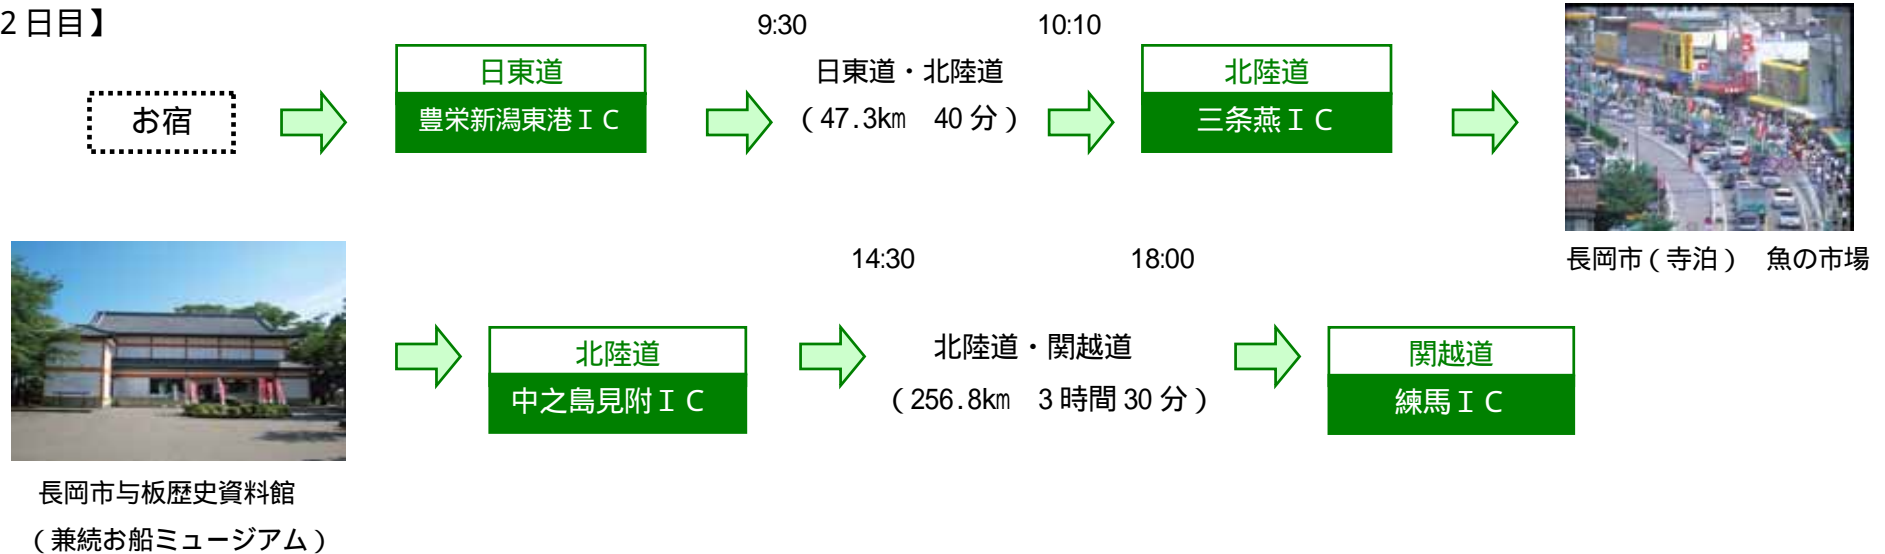 2日目】
9:30
10:10
お宿
日東道
豊栄新潟東港ＩＣ
日東道・北陸道
(47.3km 40分)
北陸道
三条燕ＩＣ
長岡市(寺泊) 魚の市場
長岡市与板歴史資料館
(兼続お船ミュージアム)
14:30
18:00
北陸道
中之島見附ＩＣ
北陸道・関越道
(256.8km 3時間30分)
関越道
練馬ＩＣ